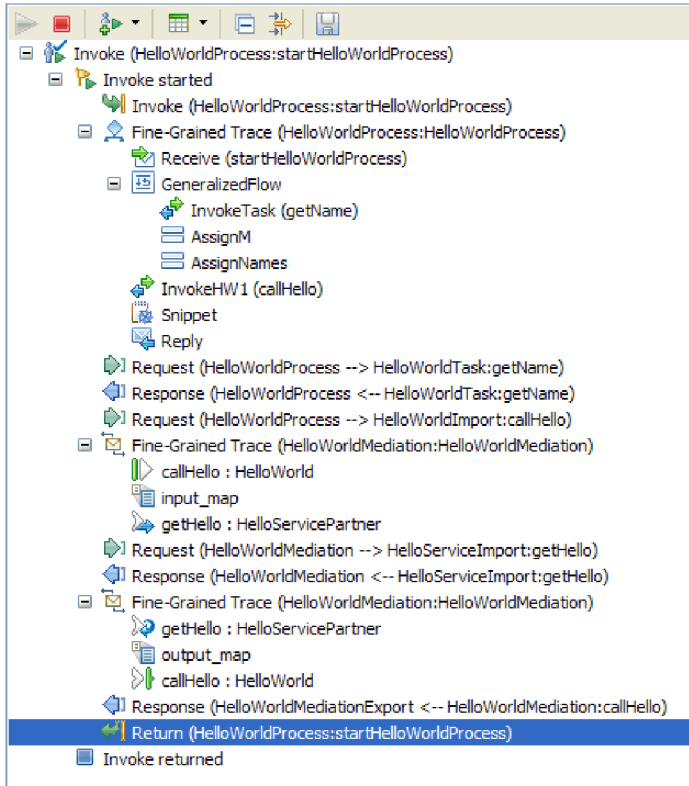 Invoke (HelloWorldProcess:startHelloWorldProcess)
Invoke started
Invoke (HelloWorldProcess:startHelloWorldProcess)
Fine-Grained Trace (HelloWorldProcess:HelloWorldProcess)
Receive (startHelloWorldProcess)
GeneralizedFlow
InvokeTask (getName)
AssignM
AssignNames
InvokeHW1 (callHello)
Snippet
Reply
Request (HelloWorldProcess --> HelloWorldTask:getName)
Response (HelloWorldProcess <-- HelloWorldTask:getName)
Request (HelloWorldProcess --> HelloWorldImport:callHello)
Fine-Grained Trace (HelloWorldMediation:HelloWorldMediation)
callHello : HelloWorld
input_map
getHello : HelloServicePartner
Request (HelloWorldMediation --> HelloServiceImport:getHello)
Response (HelloWorldMediation <-- HelloServiceImport:getHello)
Fine-Grained Trace (HelloWorldMediation:HelloWorldMediation)
getHello : HelloServicePartner
output_map
callHello : HelloWorld
Response (HelloWorldMediationExport <-- HelloWorldMediation:callHello)
Return (HelloWorldProcess:startHelloWorldProcess)
Invoke returned